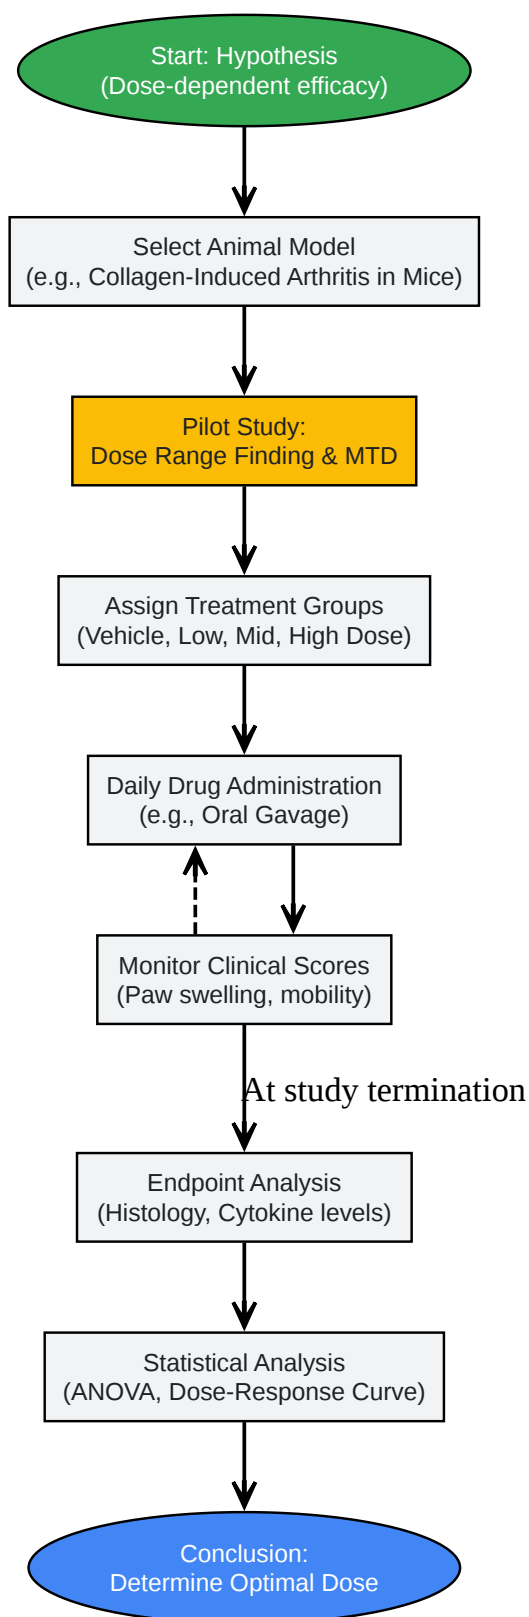 Start: Hypothesis
(Dose-dependent efficacy)
Select Animal Model
(e.g., Collagen-Induced Arthritis in Mice)
Pilot Study:
Dose Range Finding & MTD
Assign Treatment Groups
(Vehicle, Low, Mid, High Dose)
Daily Drug Administration
(e.g., Oral Gavage)
Monitor Clinical Scores
(Paw swelling, mobility)
At study termination
Endpoint Analysis
(Histology, Cytokine levels)
Statistical Analysis
(ANOVA, Dose-Response Curve)
Conclusion:
Determine Optimal Dose